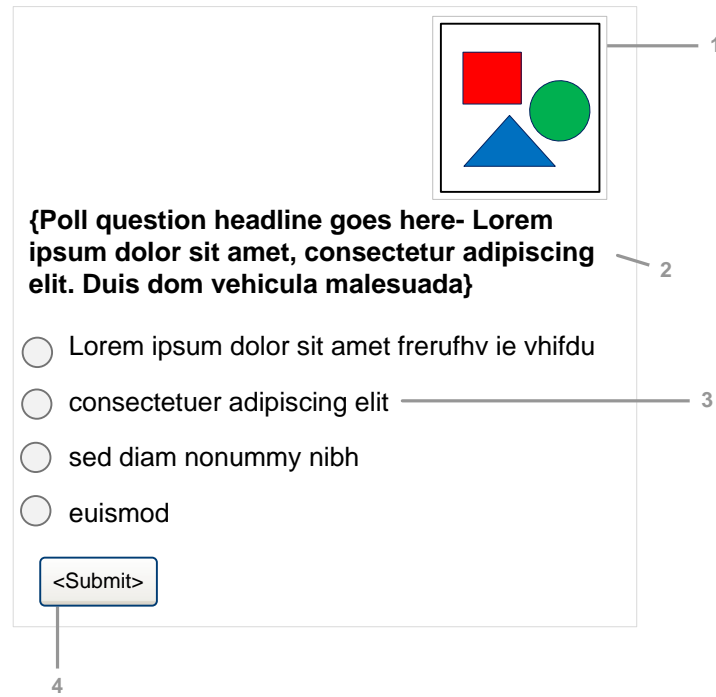 1
{Poll question headline goes here- Lorem
ipsum dolor sit amet, consectetur adipiscing
elit. Duis dom vehicula malesuada}
2
Lorem ipsum dolor sit amet frerufhv ie vhifdu
consectetuer adipiscing elit
3
sed diam nonummy nibh
euismod
<Submit>
4